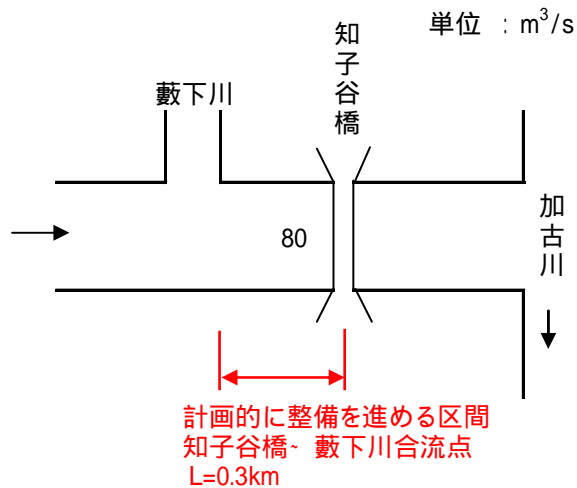 単位 : m³/s
知子谷橋
藪下川
80
加古川
計画的に整備を進める区間
知子谷橋~ 藪下川合流点
L=0.3km